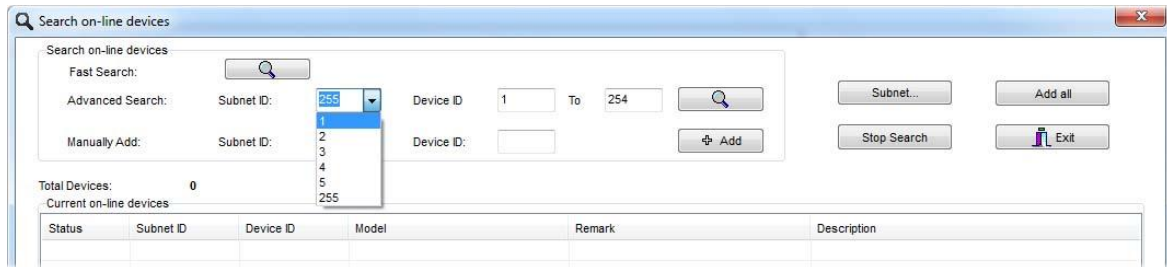 Search on-line devices
Search on-line devices
Fast Search:
Advanced Search: Subnet ID: 255 Device ID 1 To 254 Subnet... Add all
1
2
3
4
5
255
Manually Add: Subnet ID: Device ID: Add Stop Search Exit
Total Devices: 0
Current on-line devices
Status Subnet ID Device ID Model Remark Description